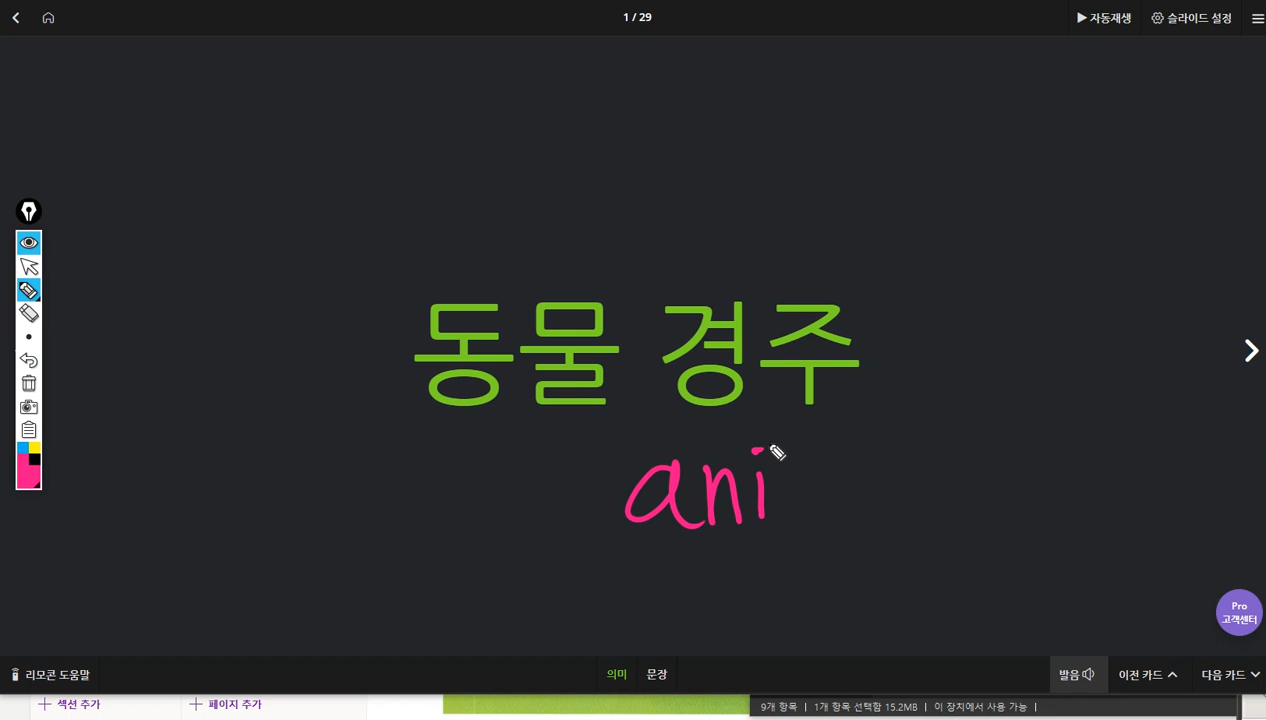 1 / 29
자동재생
슬라이드 설정
동물 경주
ani
Pro
고객센터
리모콘 도움말
의미
문장
발음
이전 카드
다음 카드
섹션 추가
페이지 추가
9개 항목 | 1개 항목 선택함 15.2MB | 이 장치에서 사용 가능 |